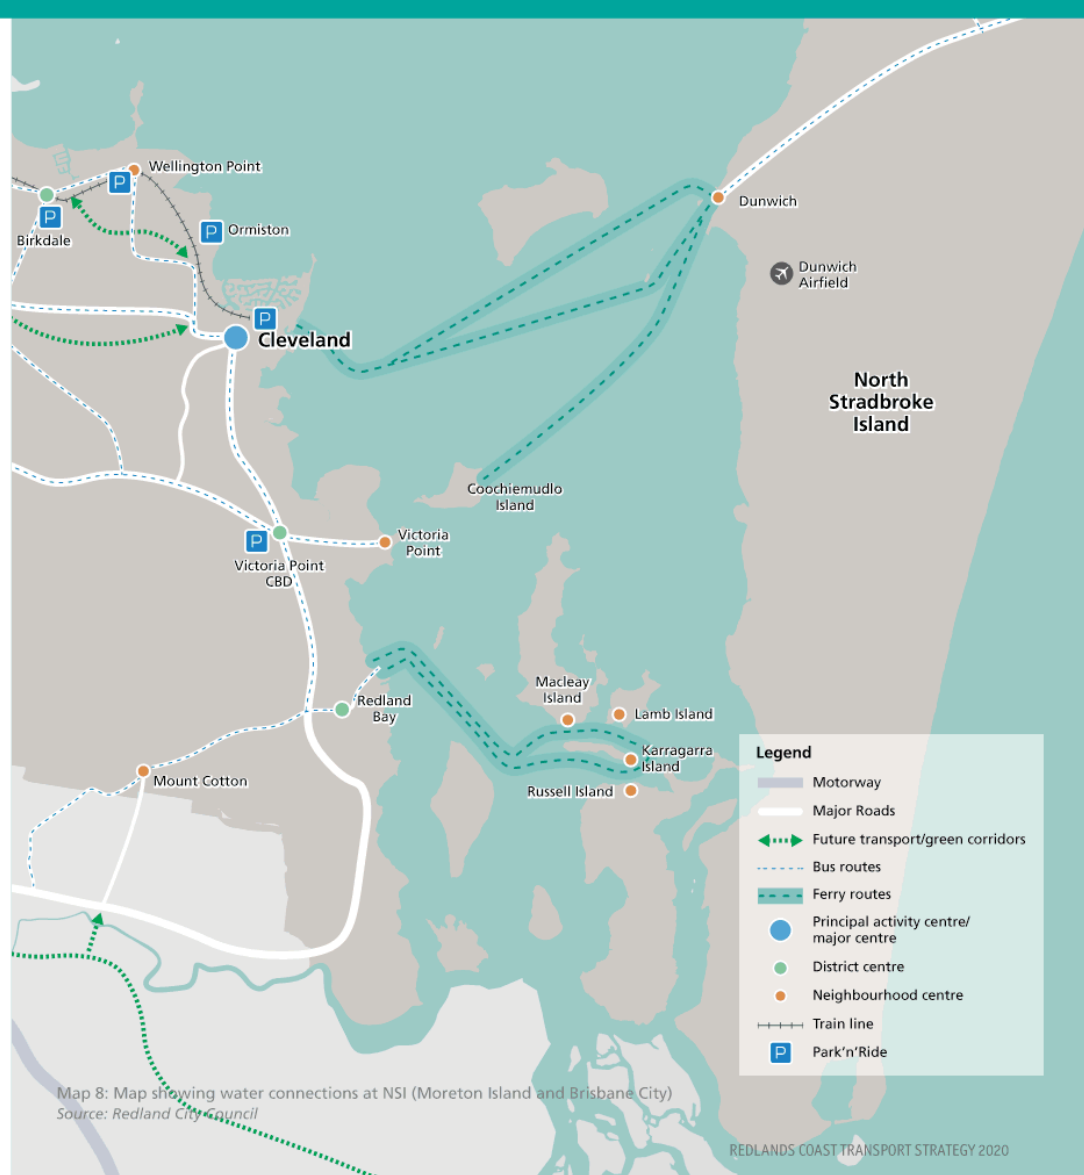 Wellington Point
P
P
Birkdale
P
Ormiston
Dunwich
Dunwich
Airfield
P
Cleveland
North
Stradbroke
Island
Coochiemudlo
Island
P
Victoria
Point
Victoria Point
CBD
Macleay
Island
Redland
Bay
Lamb Island
Karragarra
Island
Mount Cotton
Russell Island
Legend
Motorway
Major Roads
Future transport/green corridors
Bus routes
Ferry routes
Principal activity centre/
major centre
District centre
Neighbourhood centre
Train line
P Park'n'Ride
Map 8: Map showing water connections at NSI (Moreton Island and Brisbane City)
Source: Redland City Council
REDLANDS COAST TRANSPORT STRATEGY 2020